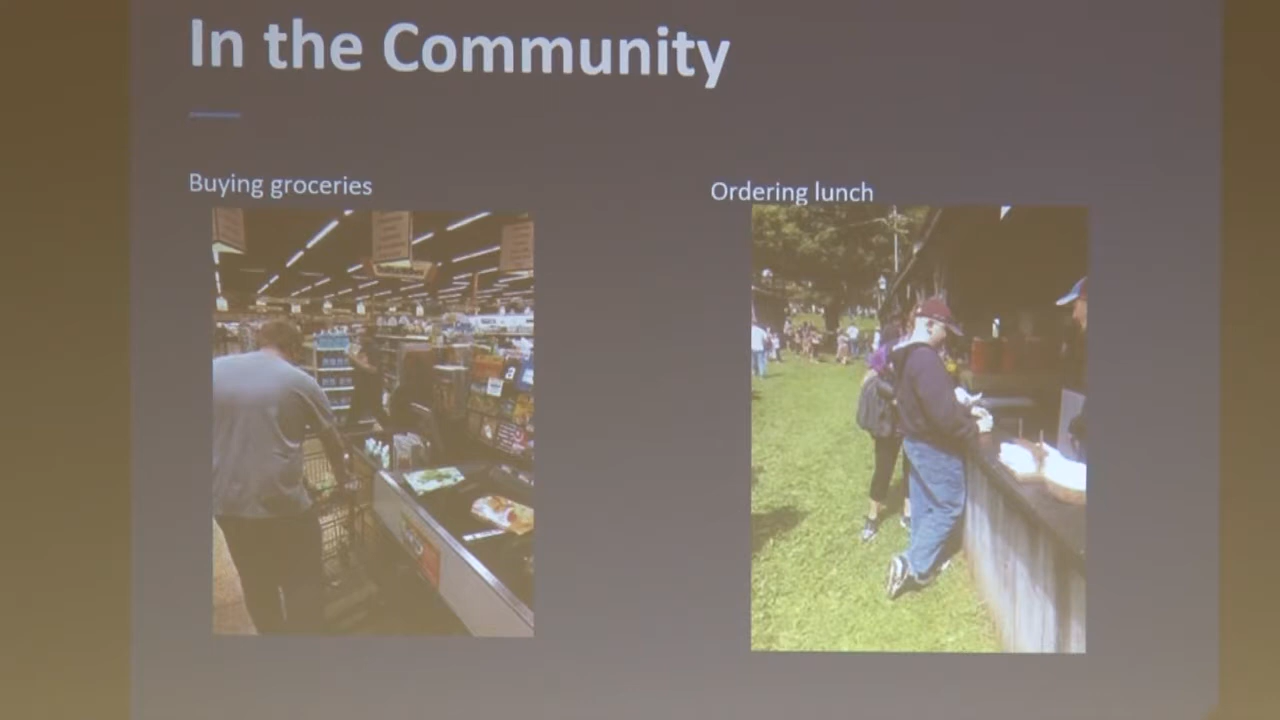 In the Community
Buying groceries
Ordering lunch